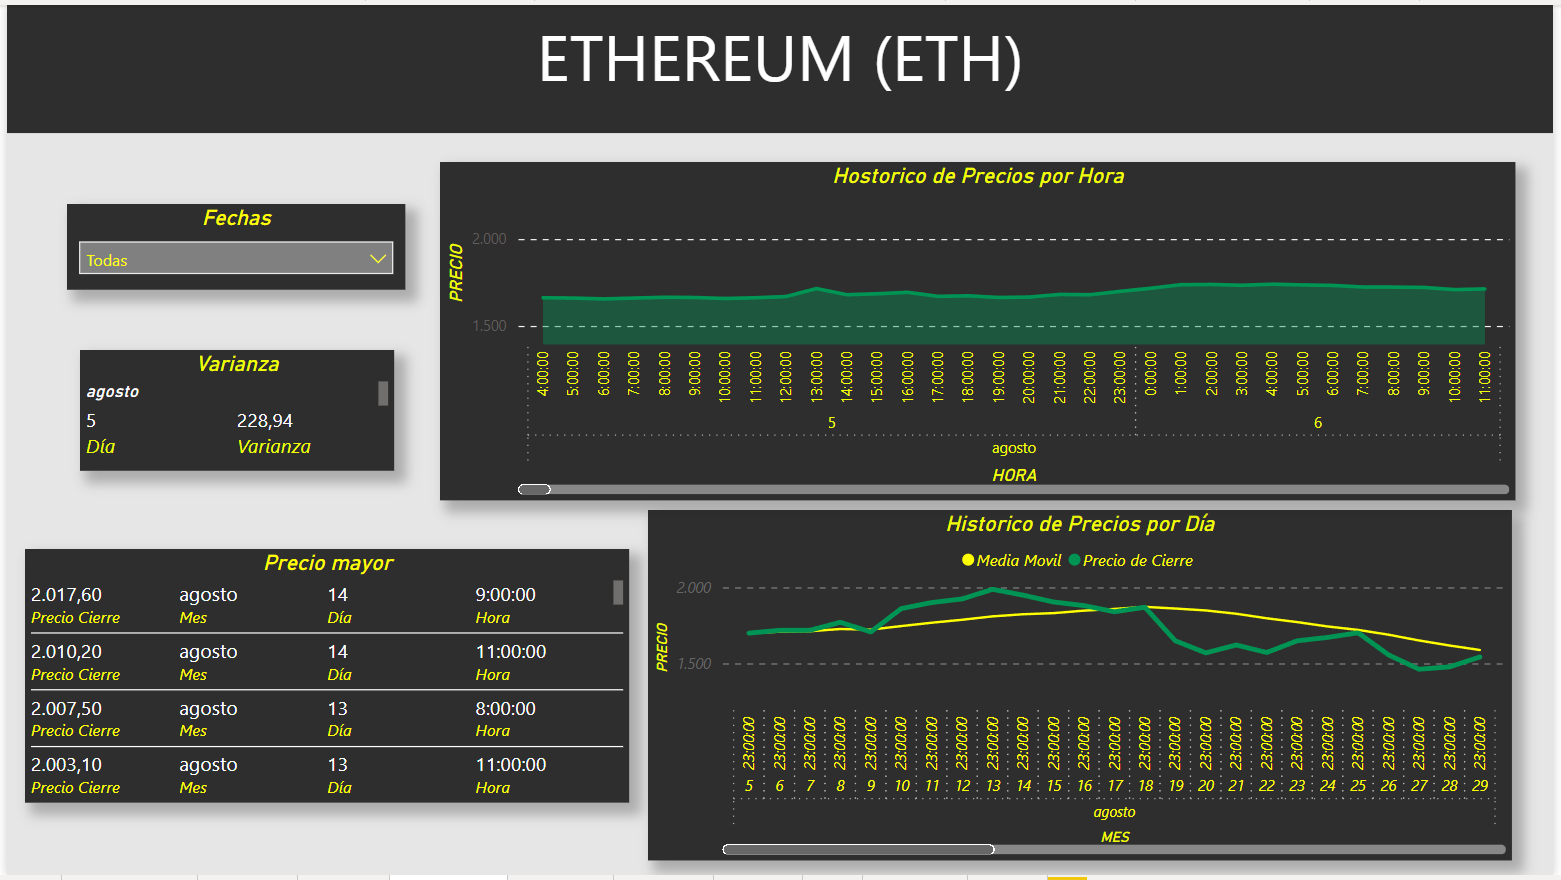 ETHEREUM (ETH)
Fechas
Todas
Varianza
agosto
5 228,94
Día Varianza
Hostorico de Precios por Hora
PRECIO
2.000
1.500
4:00:00 5:00:00 6:00:00 7:00:00 8:00:00 9:00:00 10:00:00 11:00:00 12:00:00 13:00:00 14:00:00 15:00:00 16:00:00 17:00:00 18:00:00 19:00:00 20:00:00 21:00:00 22:00:00 23:00:00 0:00:00 1:00:00 2:00:00 3:00:00 4:00:00 5:00:00 6:00:00 7:00:00 8:00:00 9:00:00 10:00:00 11:00:00
5 6
agosto
HORA
Precio mayor
2.017,60 agosto 14 9:00:00
Precio Cierre Mes Día Hora
2.010,20 agosto 14 11:00:00
Precio Cierre Mes Día Hora
2.007,50 agosto 13 8:00:00
Precio Cierre Mes Día Hora
2.003,10 agosto 13 11:00:00
Precio Cierre Mes Día Hora
Historico de Precios por Día
Media Movil Precio de Cierre
PRECIO
2.000
1.500
23:00:00 23:00:00 23:00:00 23:00:00 23:00:00 23:00:00 23:00:00 23:00:00 23:00:00 23:00:00 23:00:00 23:00:00 23:00:00 23:00:00 23:00:00 23:00:00 23:00:00 23:00:00 23:00:00 23:00:00 23:00:00 23:00:00 23:00:00 23:00:00 23:00:00
5 6 7 8 9 10 11 12 13 14 15 16 17 18 19 20 21 22 23 24 25 26 27 28 29
agosto
MES